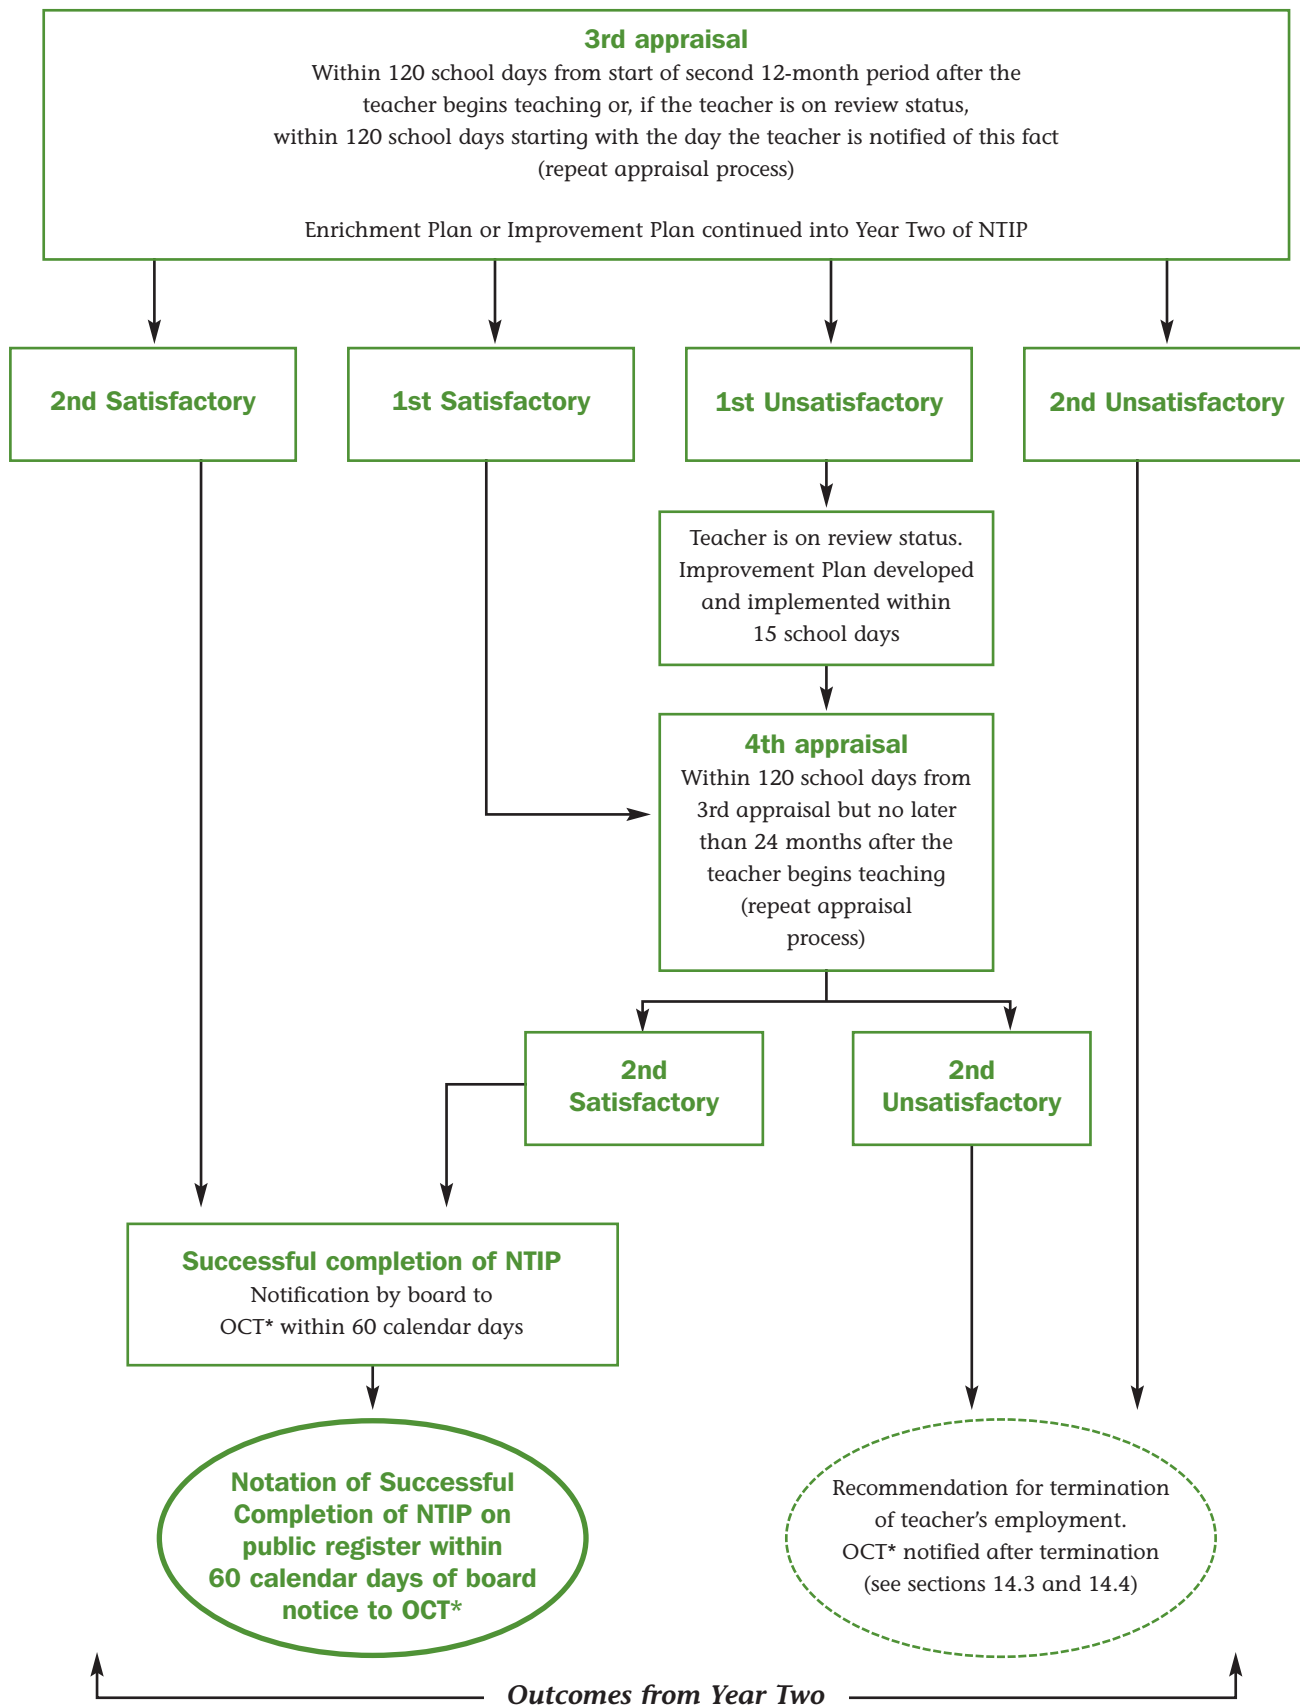 3rd appraisal
Within 120 school days from start of second 12-month period after the
teacher begins teaching or, if the teacher is on review status,
within 120 school days starting with the day the teacher is notified of this fact
(repeat appraisal process)
Enrichment Plan or Improvement Plan continued into Year Two of NTIP
2nd Satisfactory
1st Satisfactory
1st Unsatisfactory
2nd Unsatisfactory
Teacher is on review status.
Improvement Plan developed
and implemented within
15 school days
4th appraisal
Within 120 school days from
3rd appraisal but no later
than 24 months after the
teacher begins teaching
(repeat appraisal
process)
2nd
Satisfactory
2nd
Unsatisfactory
Successful completion of NTIP
Notification by board to
OCT* within 60 calendar days
Notation of Successful
Completion of NTIP on
public register within
60 calendar days of board
notice to OCT*
Recommendation for termination
of teacher’s employment.
OCT* notified after termination
(see sections 14.3 and 14.4)
Outcomes from Year Two